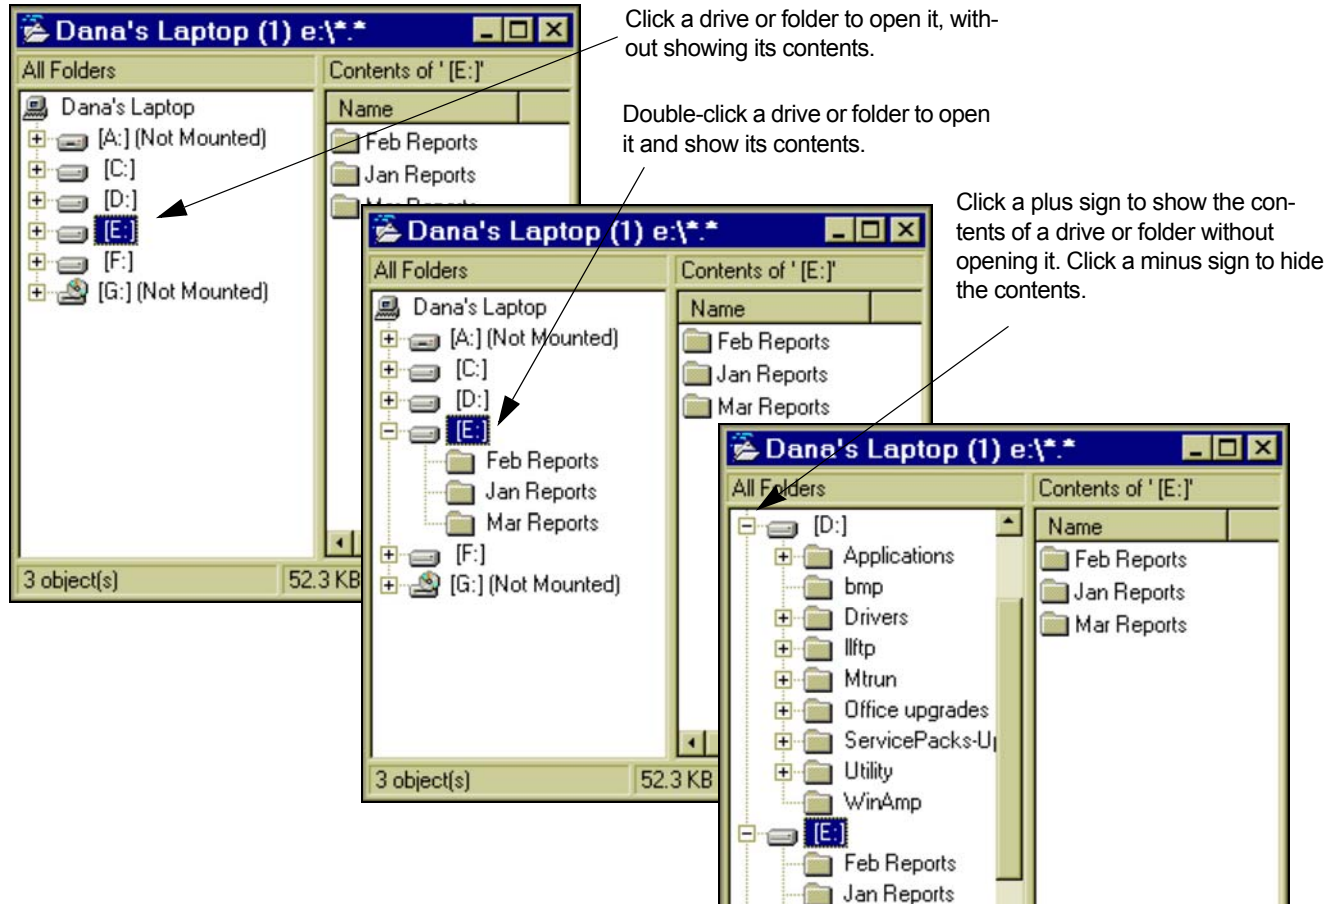 Click a drive or folder to open it, with-
out showing its contents.
Double-click a drive or folder to open
it and show its contents.
Click a plus sign to show the con-
tents of a drive or folder without
opening it. Click a minus sign to hide
the contents.
Dana's Laptop (1) e:\*.*
All Folders
Contents of ' [E:]'
Dana's Laptop
[A:] (Not Mounted)
[C:]
[D:]
[E:]
[F:]
[G:] (Not Mounted)
Name
Feb Reports
Jan Reports
Mar Reports
3 object(s)
52.3 KB
Dana's Laptop (1) e:\*.*
All Folders
Contents of ' [E:]'
Dana's Laptop
[A:] (Not Mounted)
[C:]
[D:]
[E:]
Feb Reports
Jan Reports
Mar Reports
[F:]
[G:] (Not Mounted)
Name
Feb Reports
Jan Reports
Mar Reports
3 object(s)
52.3 KB
Dana's Laptop (1) e:\*.*
All Folders
Contents of ' [E:]'
[D:]
Applications
bmp
Drivers
llftp
Mtrun
Office upgrades
ServicePacks-Up
Utility
WinAmp
[E:]
Feb Reports
Jan Reports
Name
Feb Reports
Jan Reports
Mar Reports